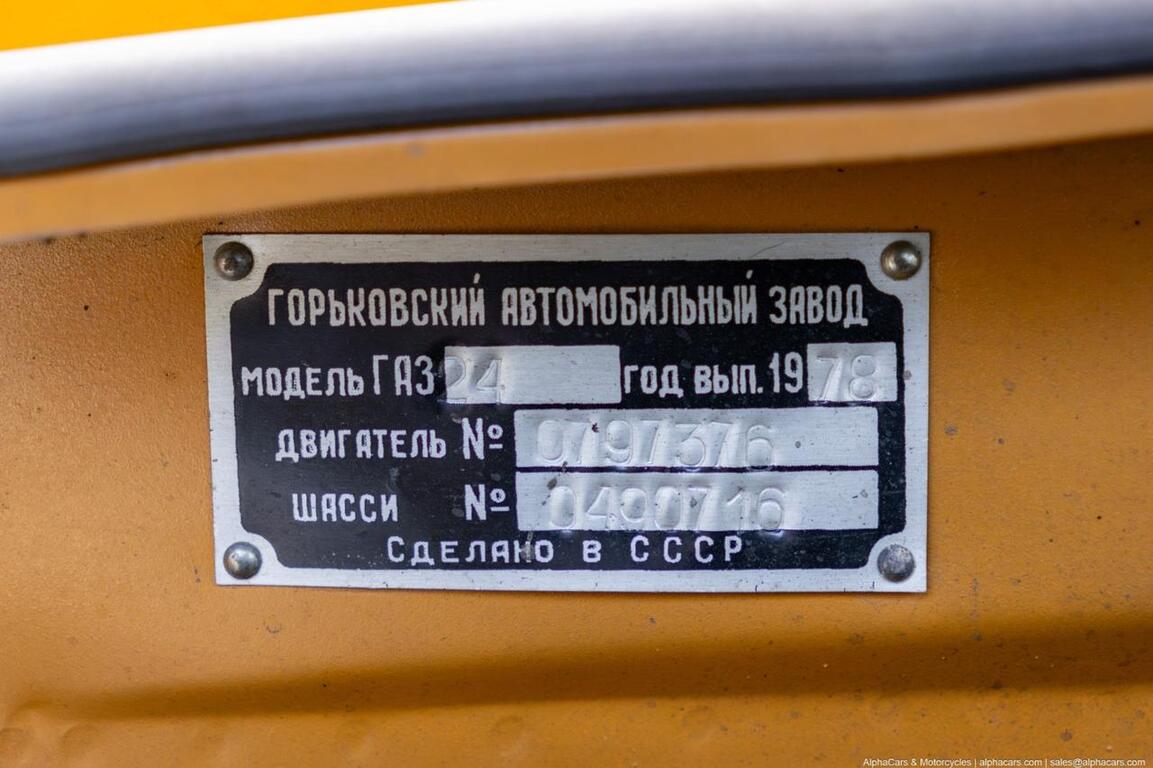 ГОРЬКОВСКИЙ АВТОМОБИЛЬНЫЙ ЗАВОД
МОДЕЛЬ ГАЗ 24 ГОД ВЫП. 1978
ДВИГАТЕЛЬ № 0797376
ШАССИ № 0490716
СДЕЛАНО В СССР
AlphaCars & Motorcycles | alphacars.com | sales@alphacars.com